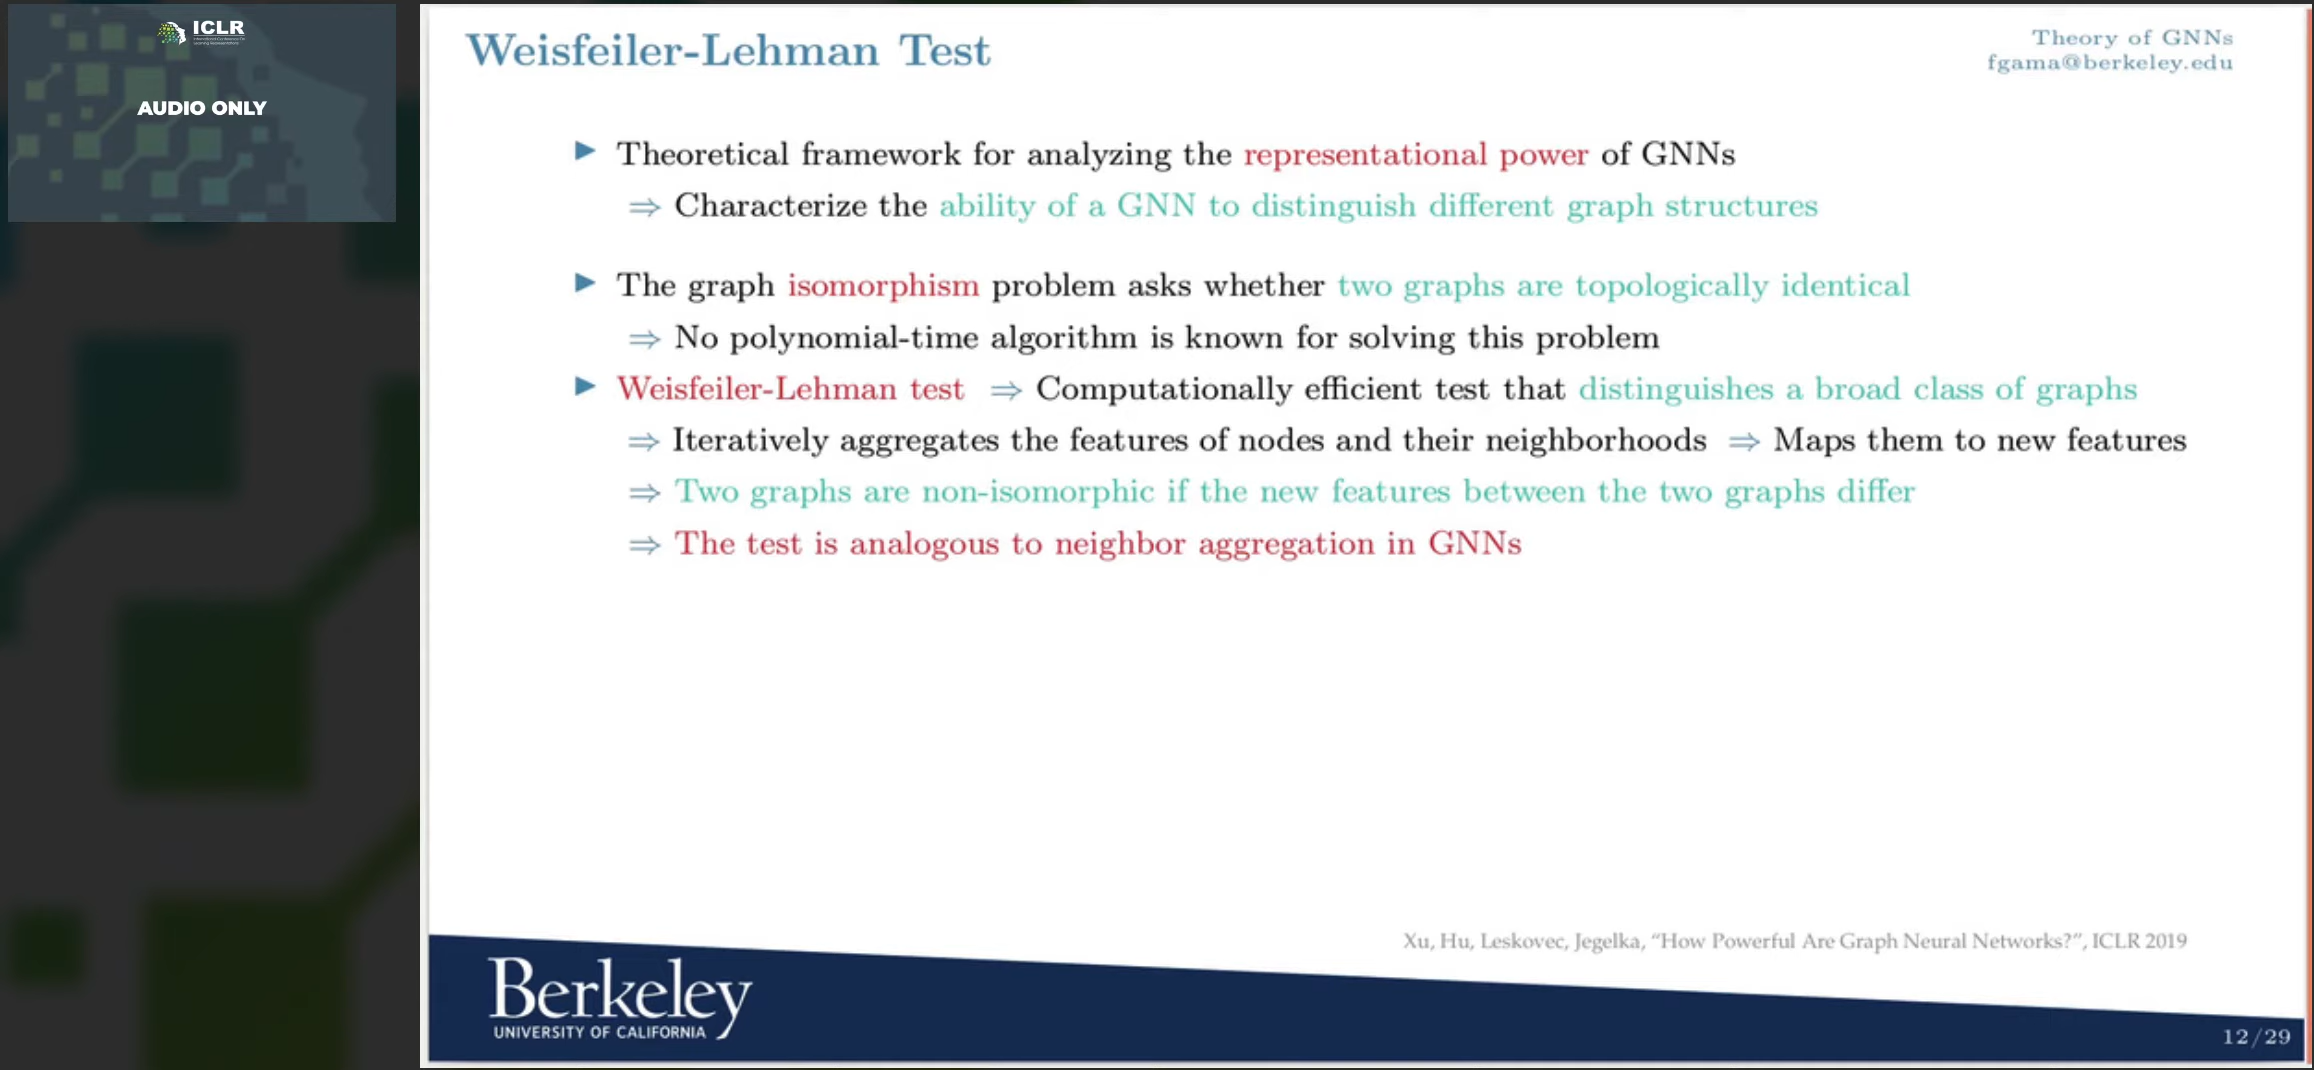 ICLR
AUDIO ONLY
Weisfeiler-Lehman Test
Theory of GNNs
fgama@berkeley.edu
▶ Theoretical framework for analyzing the representational power of GNNs
⇒ Characterize the ability of a GNN to distinguish different graph structures
▶ The graph isomorphism problem asks whether two graphs are topologically identical
⇒ No polynomial-time algorithm is known for solving this problem
▶ Weisfeiler-Lehman test ⇒ Computationally efficient test that distinguishes a broad class of graphs
⇒ Iteratively aggregates the features of nodes and their neighborhoods ⇒ Maps them to new features
⇒ Two graphs are non-isomorphic if the new features between the two graphs differ
⇒ The test is analogous to neighbor aggregation in GNNs
Xu, Hu, Leskovec, Jegelka, “How Powerful Are Graph Neural Networks?”, ICLR 2019
Berkeley
UNIVERSITY OF CALIFORNIA
12/29